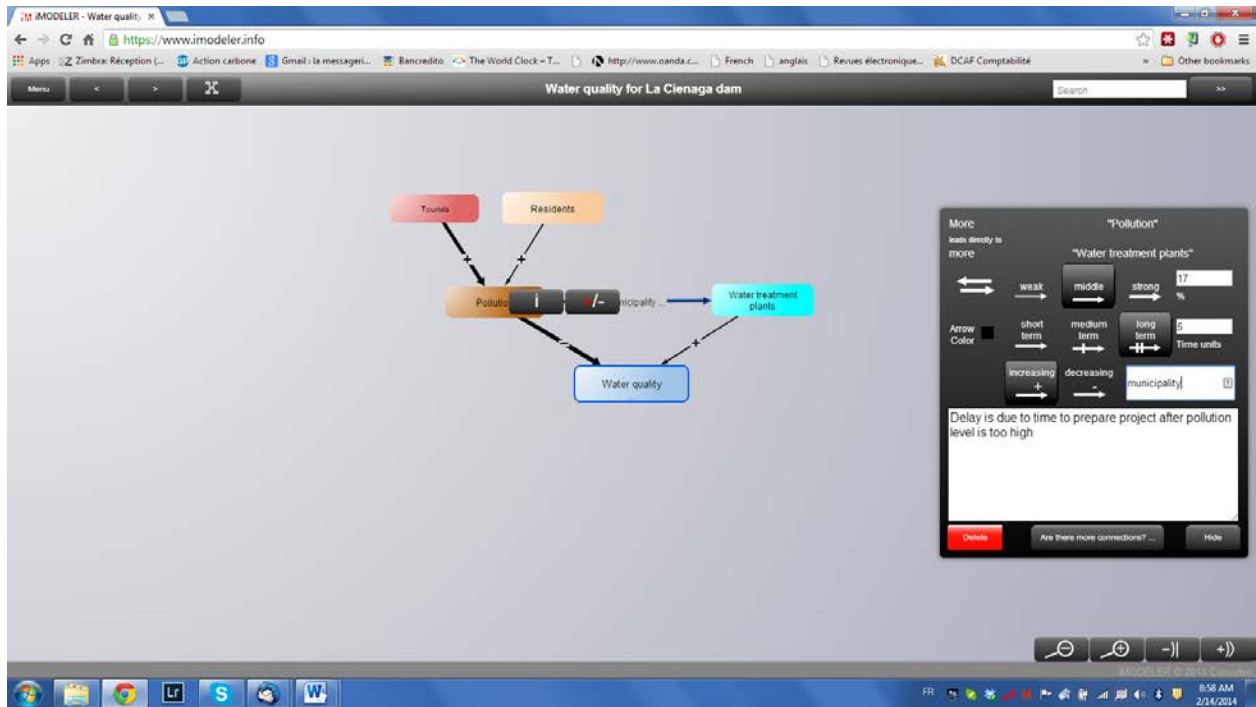 iMODELER - Water quality
https://www.imodeler.info
Apps
Zimbra: Réception (...
Action carbone
Gmail : la messageri...
Bancredito
The World Clock – T...
http://www.oanda.c...
French
anglais
Revues électronique...
DCAF Comptabilité
»
Other bookmarks
Menu
<
>
Water quality for La Cienaga dam
Search
>>
Tourists
Residents
+
+
Pollutio
i
+/-
nicipality ...
Water treatment
plants
–
+
Water quality
More "Pollution"
leads directly to
more "Water treatment plants"
weak
middle
strong
17
%
Arrow
Color
short
term
medium
term
long
term
5
Time units
increasing
+
decreasing
-
municipality
Delay is due to time to prepare project after pollution
level is too high
Delete
Are there more connections? ...
Hide
-)|
+))
Lr
S
W
FR
8:58 AM
2/14/2014